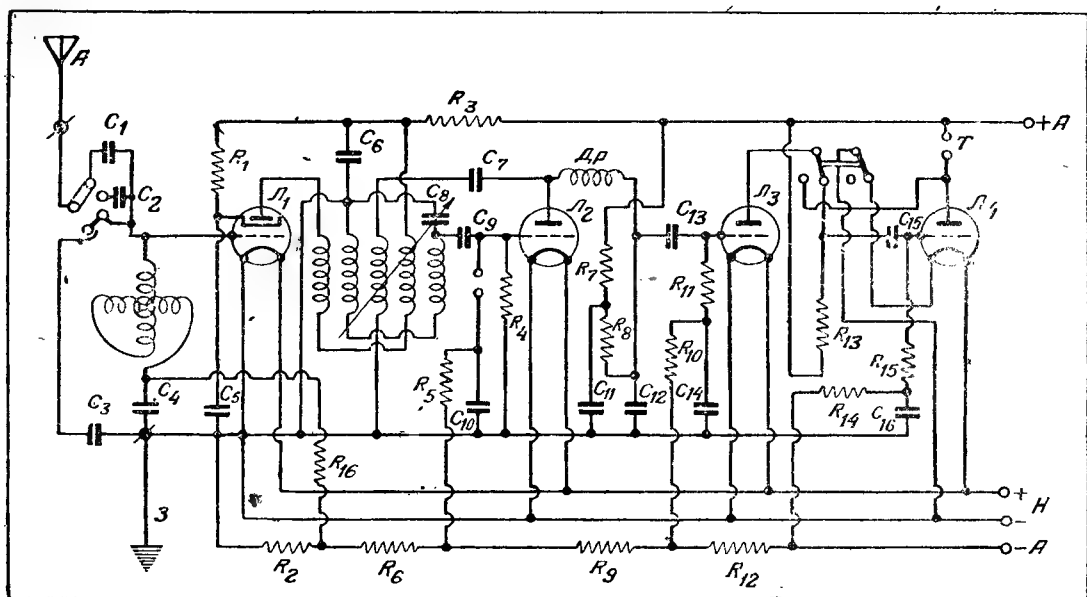 A
C1
C2
C3
C4
C5
R1
Л1
C6
R3
C7
C8
C9
Л2
Др
R4
R5
C10
R7
R8
C11
C12
C13
Л3
R11
R10
C14
R13
C15
Л4
T
R15
R14
C16
R16
З
R2
R6
R9
R12
+A
+
H
-
-A